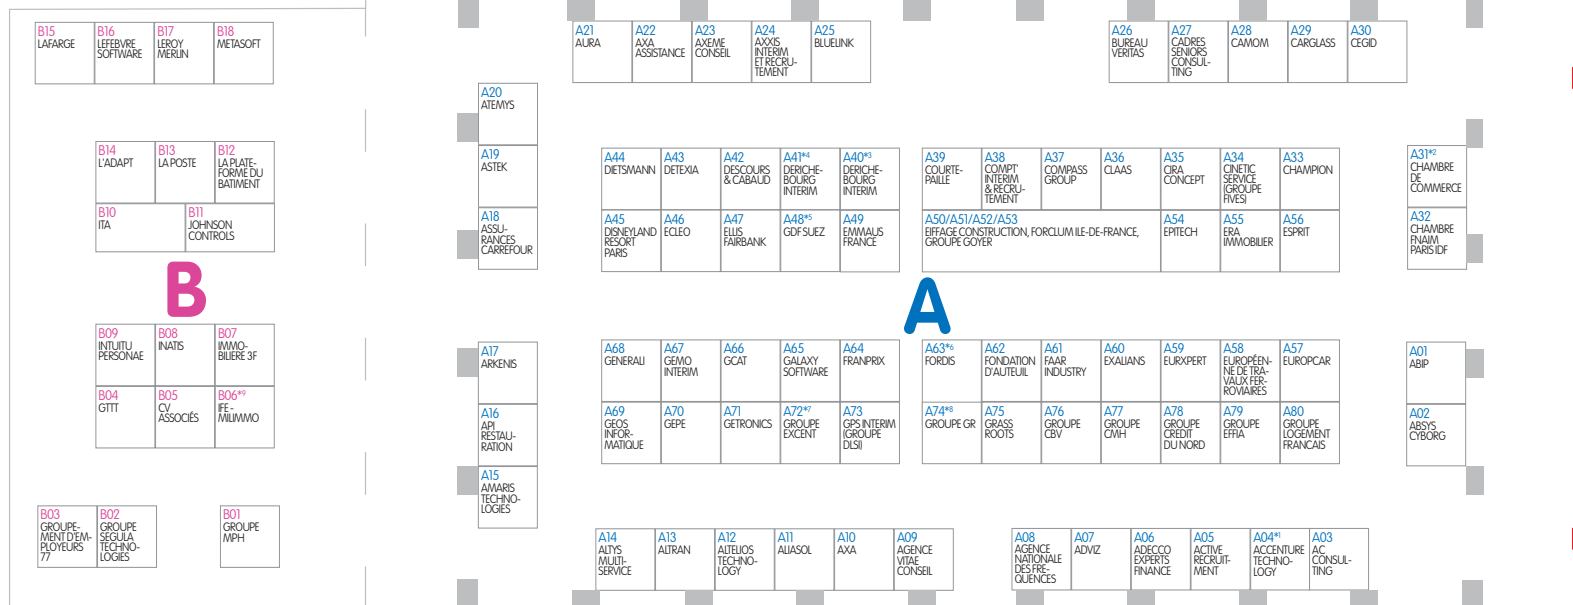 B15
LAFARGE
B16
LEFEBVRE
SOFTWARE
B17
LEROY
MERLIN
B18
METASOFT
B14
L'ADAPT
B13
LA POSTE
B12
LA PLATE-
FORME DU
BATIMENT
B10
ITA
B11
JOHNSON
CONTROLS
B
B09
INTUITU
PERSONAE
B08
INATIS
B07
IMMO-
BILIERE 3F
B04
GTTT
B05
CV
ASSOCIÉS
B06*9
IFE -
MILIMMO
B03
GROUPE-
MENT D'EM-
PLOYEURS
77
B02
GROUPE
SEGULA
TECHNO-
LOGIES
B01
GROUPE
MPH
A21
AURA
A22
AXA
ASSISTANCE
A23
AXEME
CONSEIL
A24
AXXIS
INTERIM
ET RECRU-
TEMENT
A25
BLUELINK
A26
BUREAU
VERITAS
A27
CADRES
SENIORS
CONSUL-
TING
A28
CAMOM
A29
CARGLASS
A30
CEGID
A20
ATEMYS
A19
ASTEK
A18
ASSU-
RANCES
CARREFOUR
A44
DIETSMANN
A43
DETEXIA
A42
DESCOURS
& CABAUD
A41*4
DERICHE-
BOURG
INTERIM
A40*3
DERICHE-
BOURG
INTERIM
A39
COURTE-
PAILLE
A38
COMPT'
INTERIM
& RECRU-
TEMENT
A37
COMPASS
GROUP
A36
CLAAS
A35
CIRA
CONCEPT
A34
CINETIC
SERVICE
(GROUPE
FIVES)
A33
CHAMPION
A31*2
CHAMBRE
DE
COMMERCE
A32
CHAMBRE
FNAIM
PARIS IDF
A45
DISNEYLAND
RESORT
PARIS
A46
ECLEO
A47
ELLIS
FAIRBANK
A48*5
GDF SUEZ
A49
EMMAUS
FRANCE
A50/A51/A52/A53
EIFFAGE CONSTRUCTION, FORCLUM ILE-DE-FRANCE,
GROUPE GOYER
A54
EPITECH
A55
ERA
IMMOBILIER
A56
ESPRIT
A
A17
ARKENIS
A16
API
RESTAU-
RATION
A15
AMARIS
TECHNO-
LOGIES
A68
GENERALI
A67
GEMO
INTERIM
A66
GCAT
A65
GALAXY
SOFTWARE
A64
FRANPRIX
A63*6
FORDIS
A62
FONDATION
D'AUTEUIL
A61
FAAR
INDUSTRY
A60
EXALIANS
A59
EURXPERT
A58
EUROPÉEN-
NE DE TRA-
VAUX FER-
ROVIAIRES
A57
EUROPCAR
A01
ABIP
A02
ABSYS
CYBORG
A69
GEOS
INFOR-
MATIQUE
A70
GEPE
A71
GETRONICS
A72*7
GROUPE
EXCENT
A73
GPS INTERIM
(GROUPE
DLSI)
A74*8
GROUPE GR
A75
GRASS
ROOTS
A76
GROUPE
CBV
A77
GROUPE
CMH
A78
GROUPE
CREDIT
DU NORD
A79
GROUPE
EFFIA
A80
GROUPE
LOGEMENT
FRANCAIS
A14
ALTYS
MULTI-
SERVICE
A13
ALTRAN
A12
ALTELIOS
TECHNO-
LOGY
A11
ALIASOL
A10
AXA
A09
AGENCE
VITAE
CONSEIL
A08
AGENCE
NATIONALE
DES FRE-
QUENCES
A07
ADVIZ
A06
ADECCO
EXPERTS
FINANCE
A05
ACTIVE
RECRUIT-
MENT
A04*1
ACCENTURE
TECHNO-
LOGY
A03
AC
CONSUL-
TING